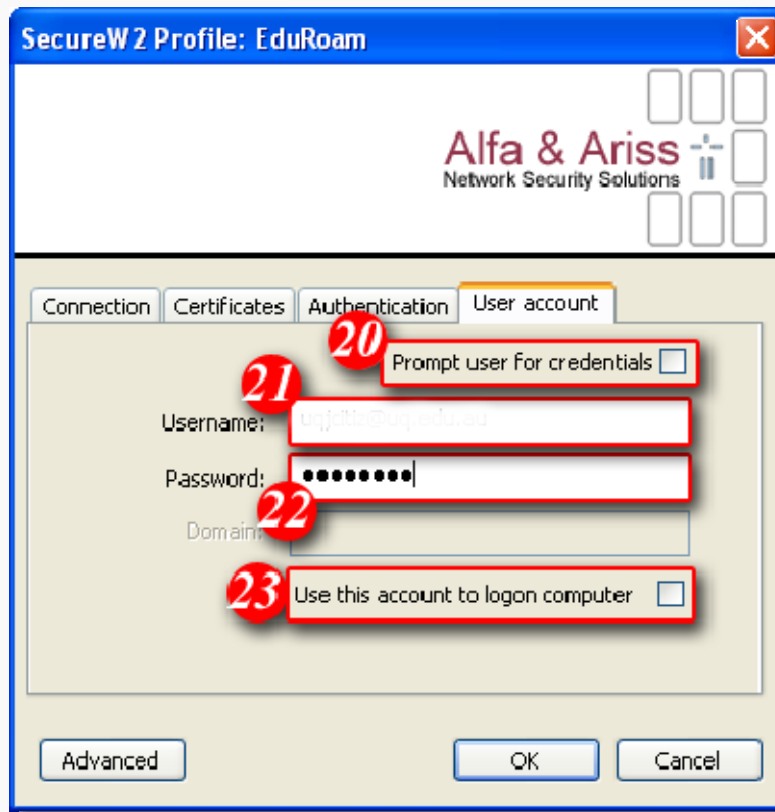 SecureW2 Profile: EduRoam
Alfa & Ariss
Network Security Solutions
Connection Certificates Authentication User account
20
Prompt user for credentials
21
Username:
Password: ●●●●●●●●
22
Domain:
23
Use this account to logon computer
Advanced OK Cancel